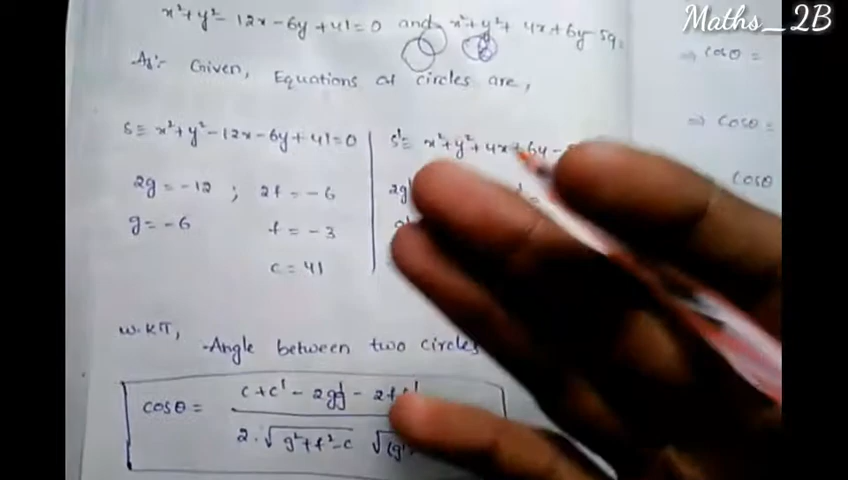 Maths_2B
x²+y²-12x-6y+41=0 and x²+y²+4x+6y-59=
As:- Given, Equations of circles are,
⇒ cosθ =
S≡ x²+y²-12x-6y+41=0
S'≡ x²+y²+4x+6y-
⇒ cosθ =
2g = -12 ; 2f = -6
2g'
cosθ
g = -6
f = -3
g'
c = 41
W.K.T,
Angle between two circles
cosθ = c+c'-2gg'-2ff'
2.√g²+f²-c √(g'